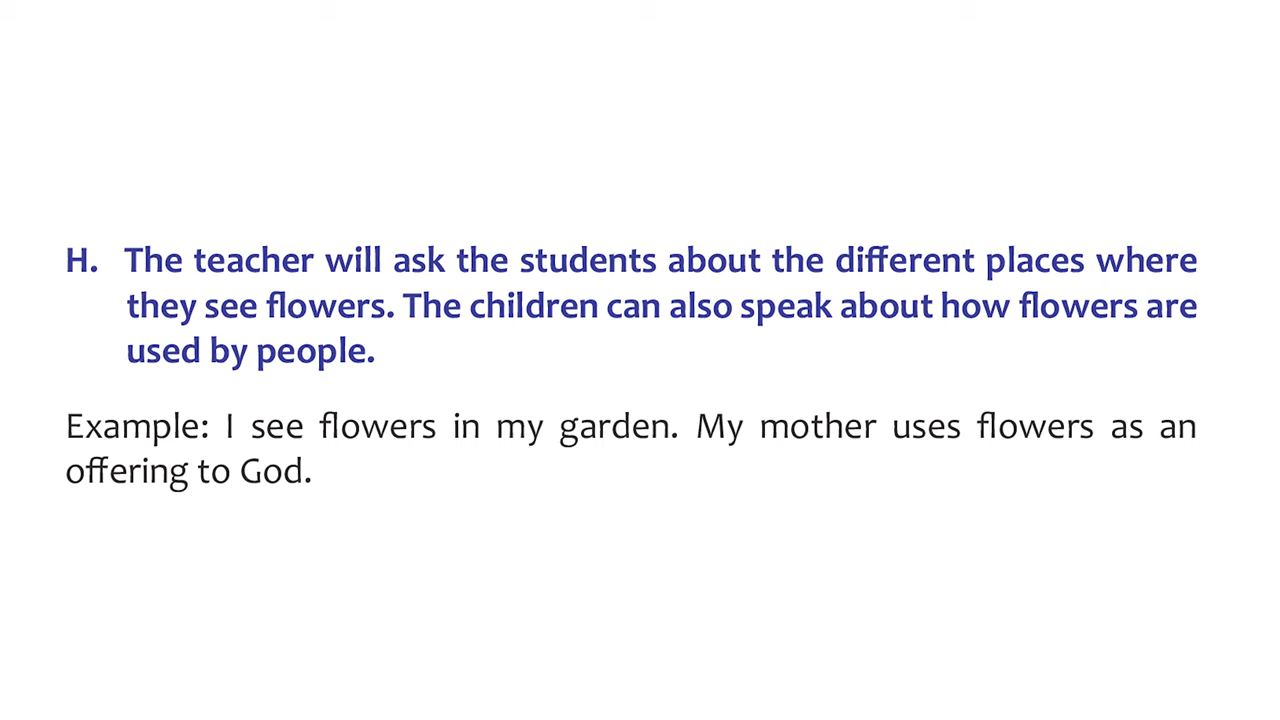 H. The teacher will ask the students about the different places where
they see flowers. The children can also speak about how flowers are
used by people.
Example: I see flowers in my garden. My mother uses flowers as an
offering to God.